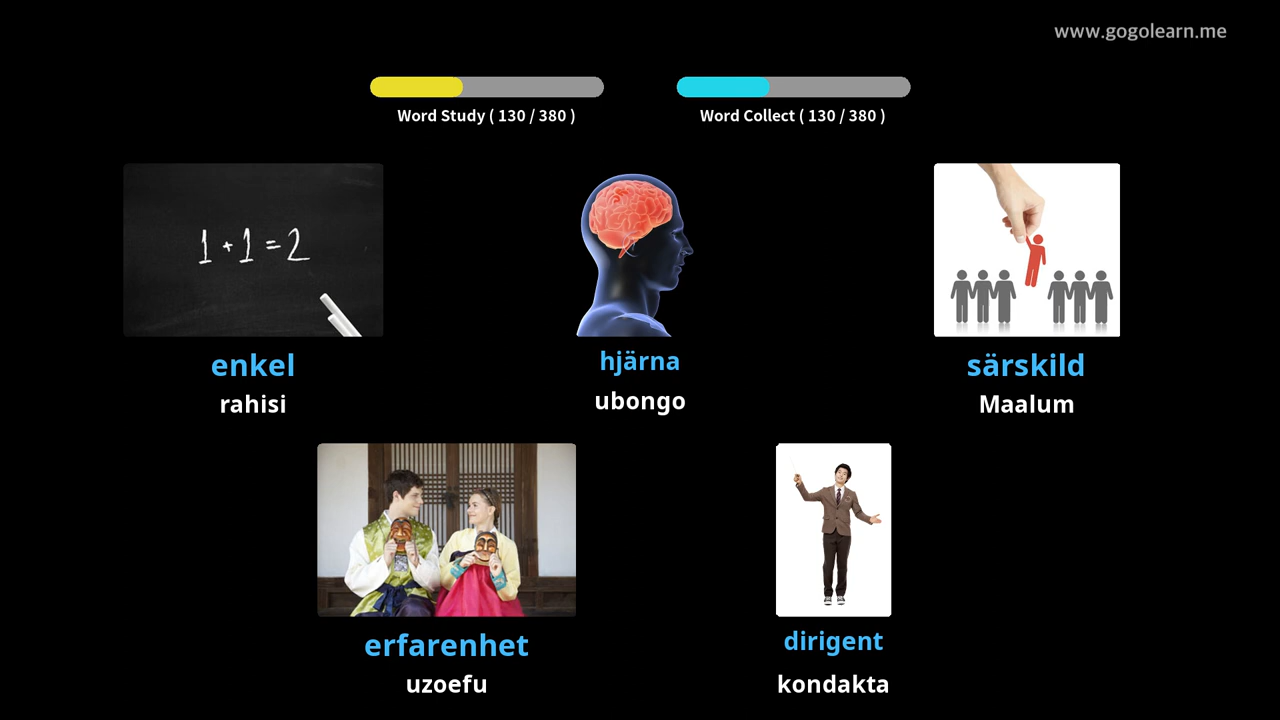 www.gogolearn.me
Word Study ( 130 / 380 )
Word Collect ( 130 / 380 )
1 + 1 = 2
enkel
rahisi
hjärna
ubongo
särskild
Maalum
erfarenhet
uzoefu
dirigent
kondakta